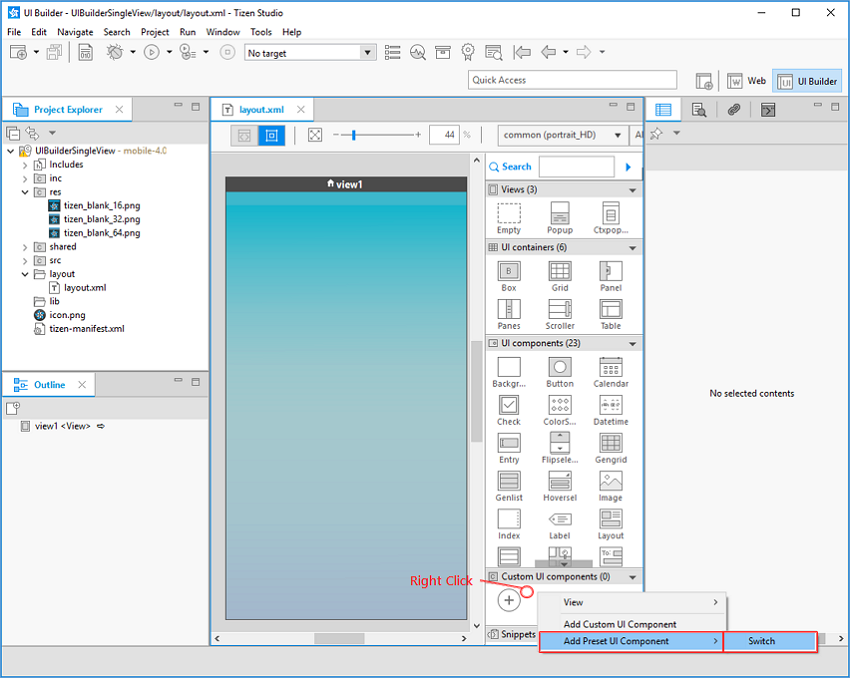 UI Builder - UIBuilderSingleView/layout/layout.xml - Tizen Studio
File Edit Navigate Search Project Run Window Tools Help
No target
Quick Access
Web
UI Builder
Project Explorer
UIBuilderSingleView - mobile-4.0
Includes
inc
res
tizen_blank_16.png
tizen_blank_32.png
tizen_blank_64.png
shared
src
layout
layout.xml
lib
icon.png
tizen-manifest.xml
Outline
view1 <View>
layout.xml
44 %
common (portrait_HD)
view1
Search
Views (3)
Empty Popup Ctxpop...
UI containers (6)
Box Grid Panel
Panes Scroller Table
UI components (23)
Backgr... Button Calendar
Check ColorS... Datetime
Entry Flipsele... Gengrid
Genlist Hoversel Image
Index Label Layout
Custom UI components (0)
Snippets
Right Click
View
Add Custom UI Component
Add Preset UI Component
Switch
No selected contents